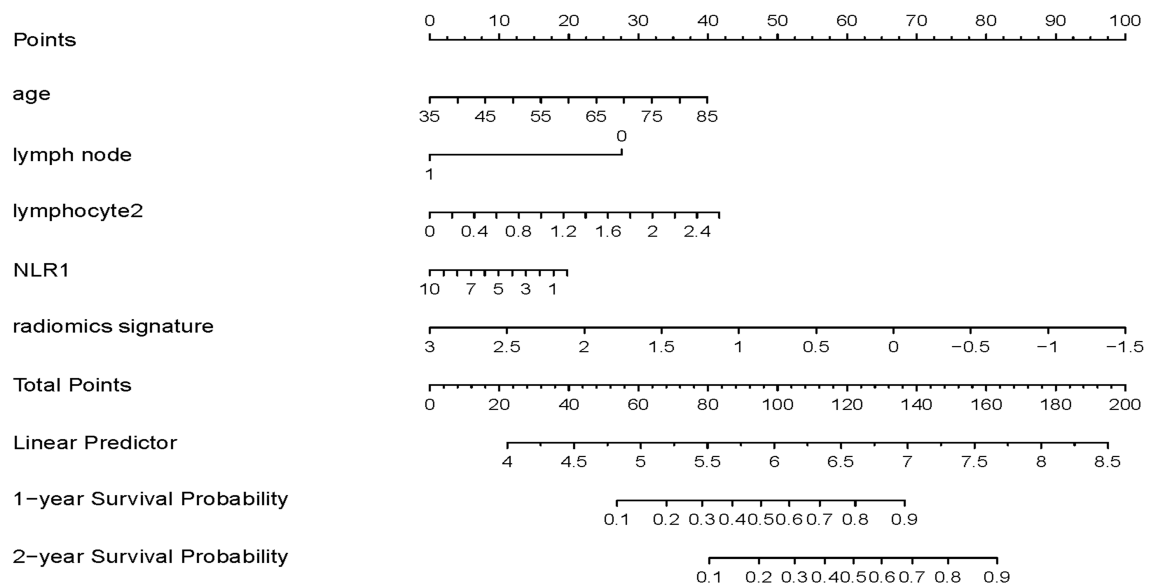 0 10 20 30 40 50 60 70 80 90 100
Points
age
35 45 55 65 75 85
0
lymph node
1
lymphocyte2
0 0.4 0.8 1.2 1.6 2 2.4
NLR1
10 7 5 3 1
radiomics signature
3 2.5 2 1.5 1 0.5 0 −0.5 −1 −1.5
Total Points
0 20 40 60 80 100 120 140 160 180 200
Linear Predictor
4 4.5 5 5.5 6 6.5 7 7.5 8 8.5
1−year Survival Probability
0.1 0.2 0.3 0.4 0.5 0.6 0.7 0.8 0.9
2−year Survival Probability
0.1 0.2 0.3 0.4 0.5 0.6 0.7 0.8 0.9